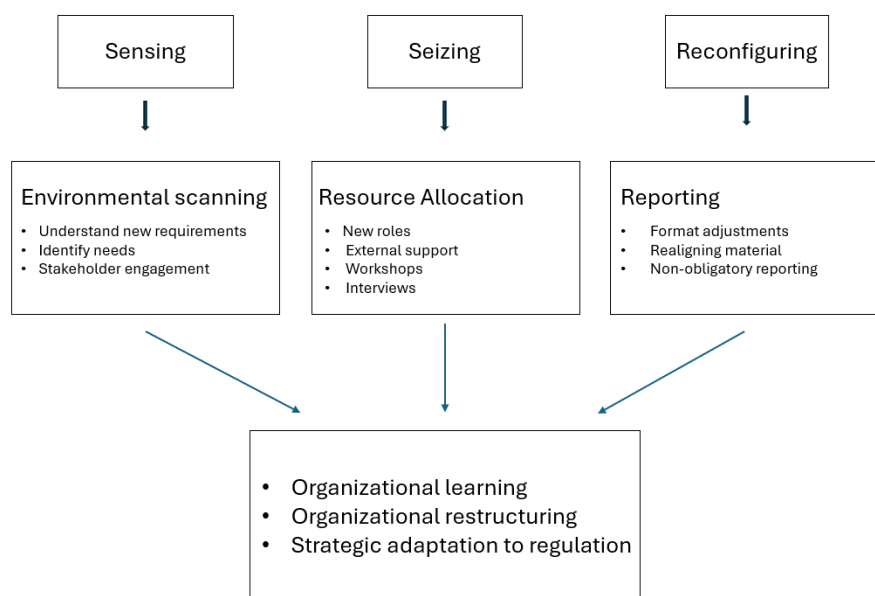 Sensing
Seizing
Reconfiguring
Environmental scanning
• Understand new requirements
• Identify needs
• Stakeholder engagement
Resource Allocation
• New roles
• External support
• Workshops
• Interviews
Reporting
• Format adjustments
• Realigning material
• Non-obligatory reporting
• Organizational learning
• Organizational restructuring
• Strategic adaptation to regulation